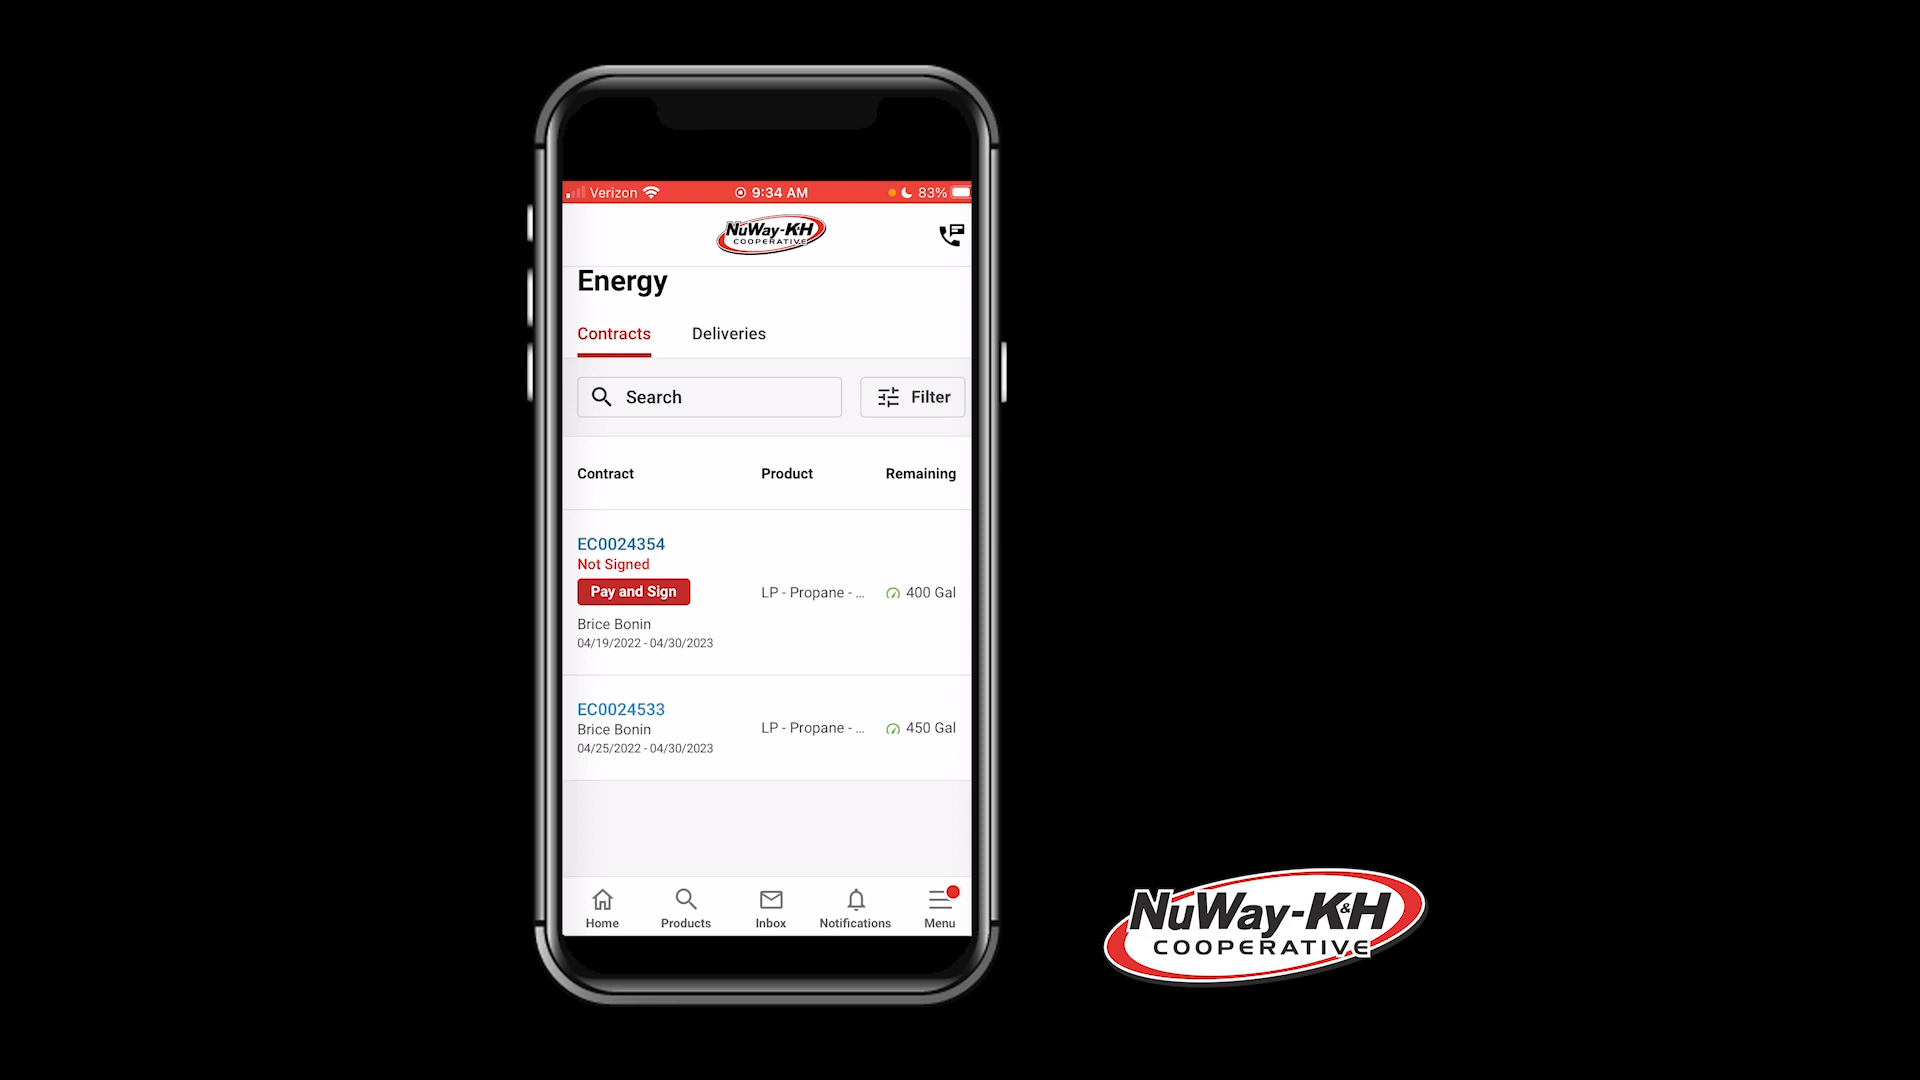 Verizon 9:34 AM 83%
NuWay-K&H
COOPERATIVE
Energy
Contracts Deliveries
Search Filter
Contract Product Remaining
EC0024354
Not Signed
Pay and Sign
LP - Propane - ... 400 Gal
Brice Bonin
04/19/2022 - 04/30/2023
EC0024533
Brice Bonin
LP - Propane - ... 450 Gal
04/25/2022 - 04/30/2023
Home Products Inbox Notifications Menu
NuWay-K&H
COOPERATIVE